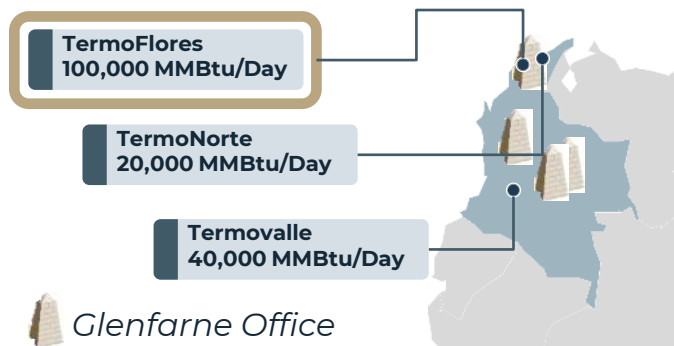 TermoFlores
100,000 MMBtu/Day
TermoNorte
20,000 MMBtu/Day
Termovalle
40,000 MMBtu/Day
Glenfarne Office